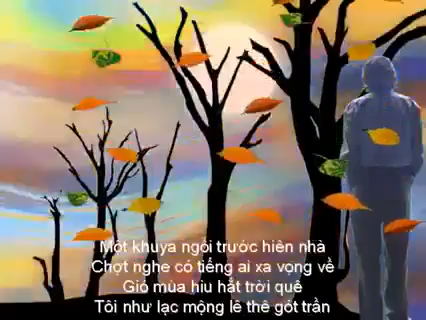 Một khuya ngồi trước hiên nhà
Chợt nghe có tiếng ai xa vọng về
Gió mùa hiu hắt trời quê
Tôi như lạc mộng lê thê gót trần